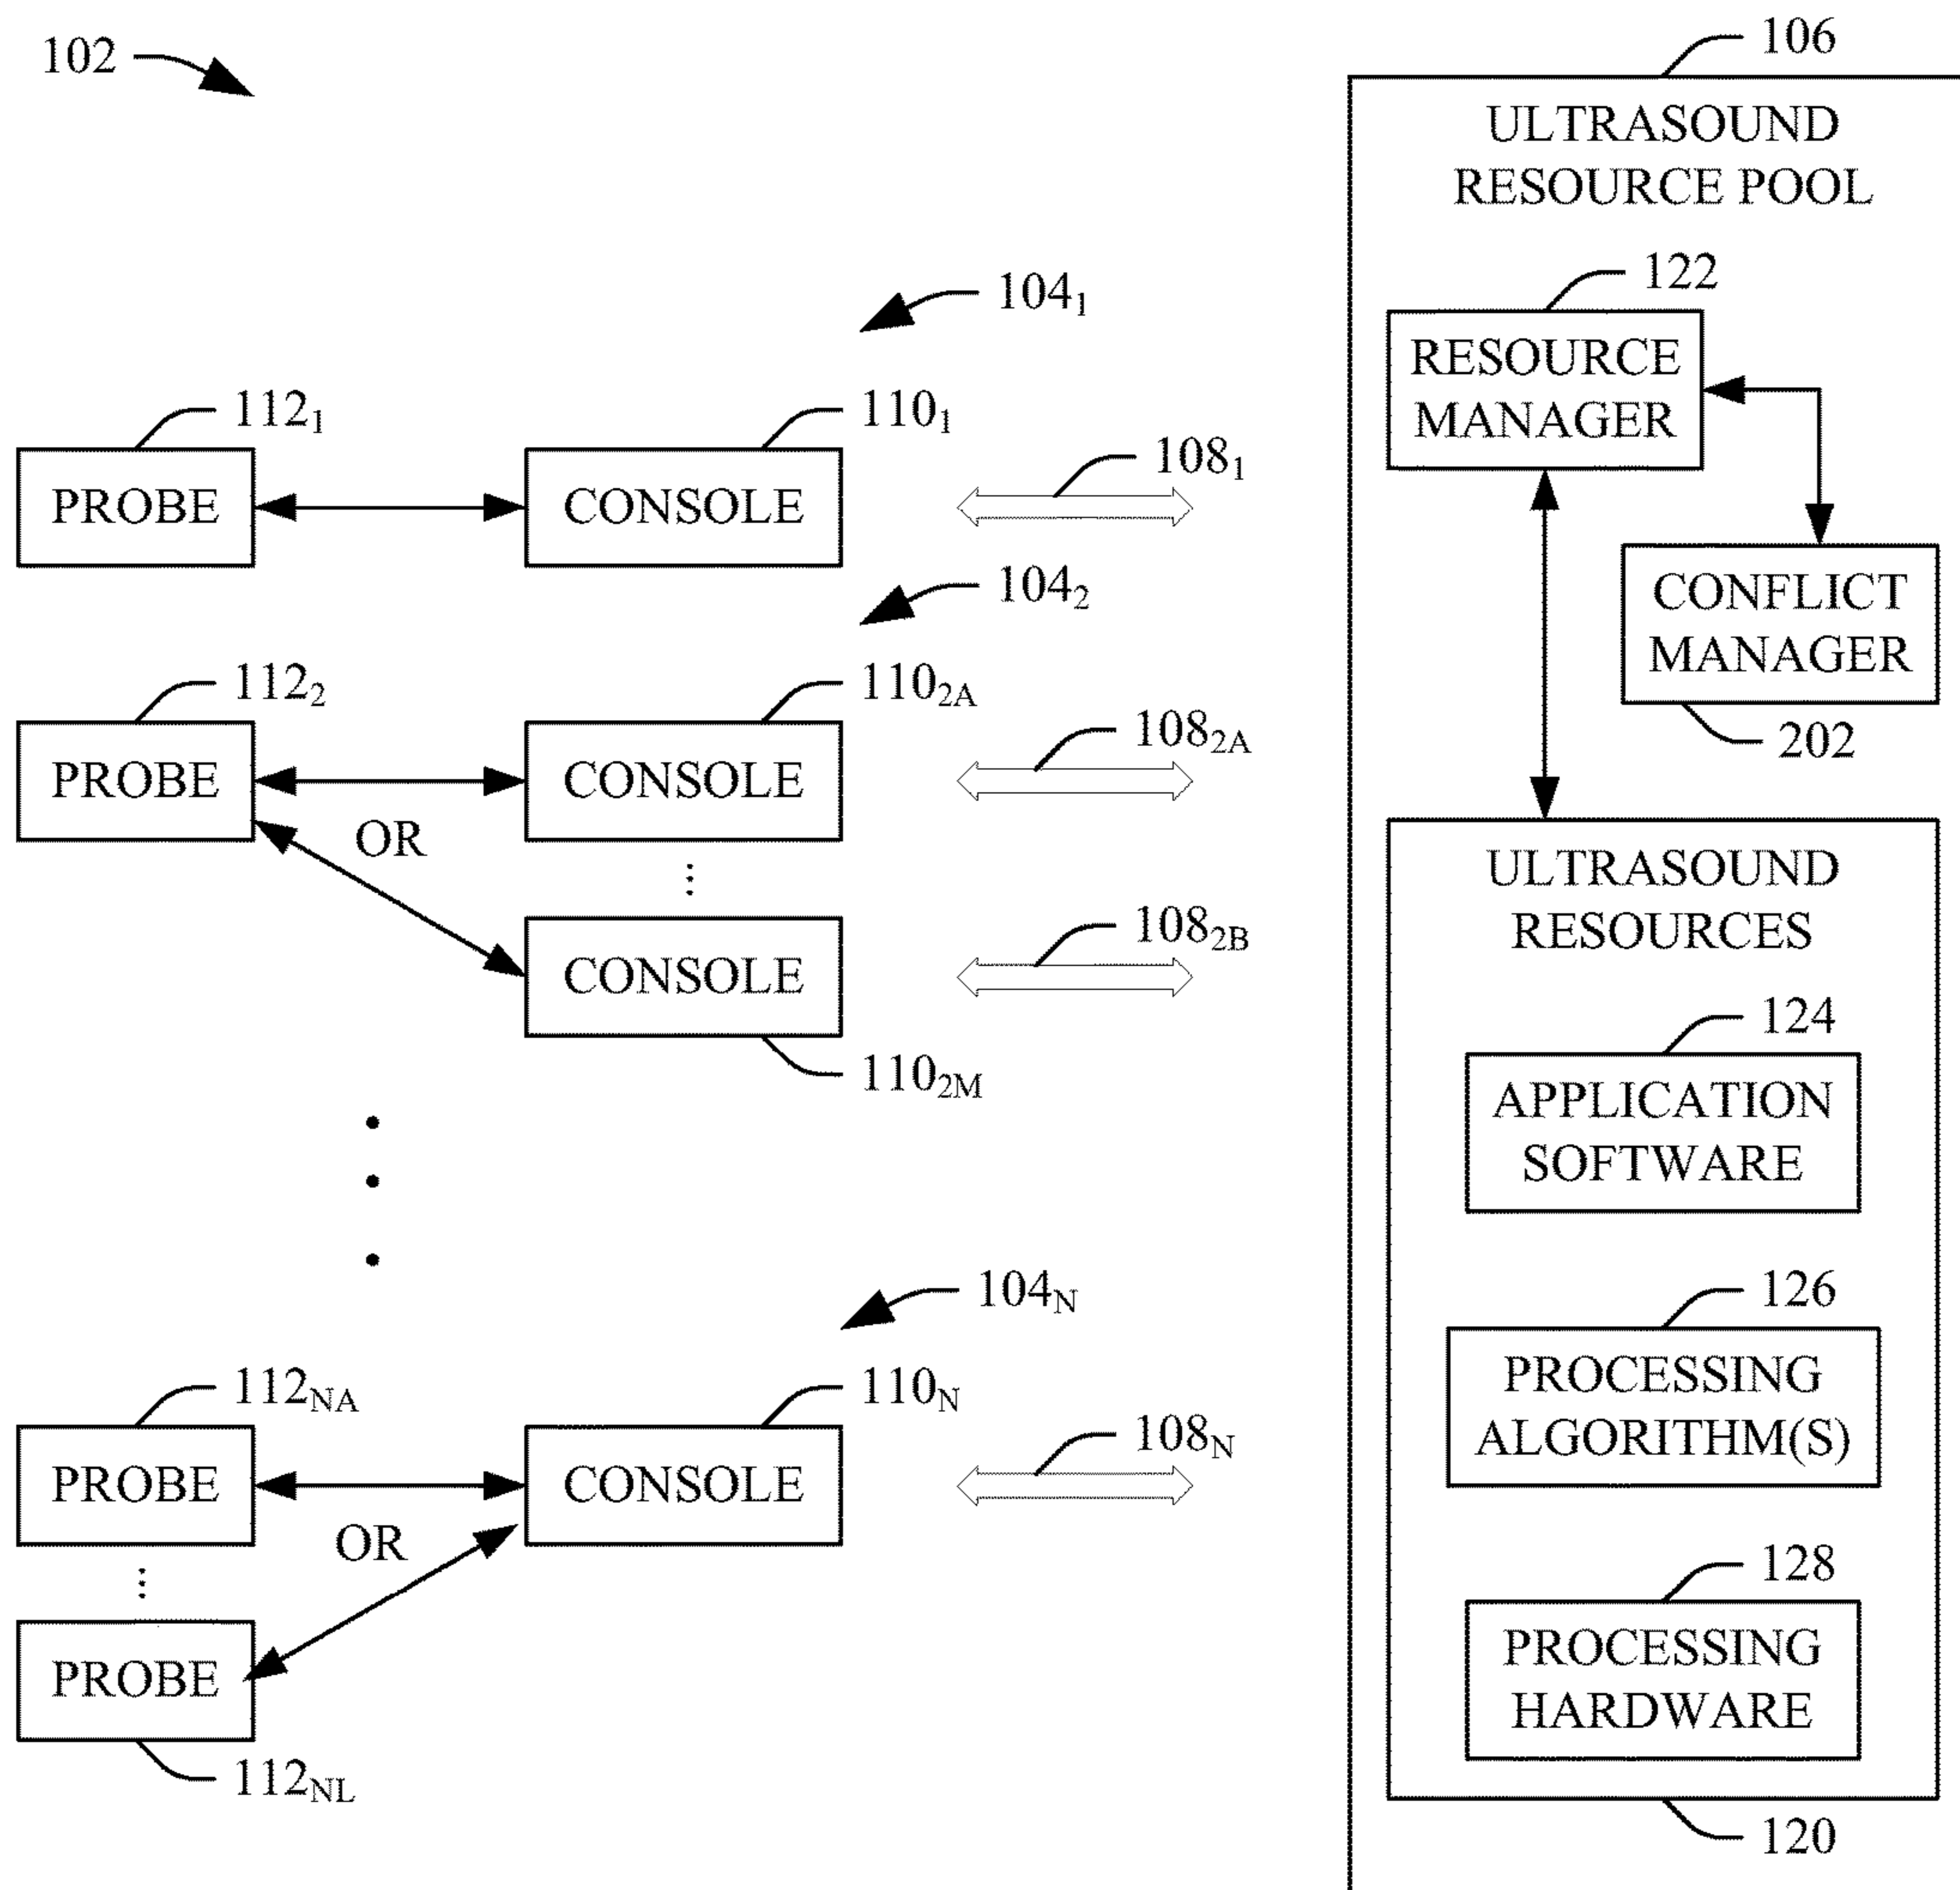 102
106
ULTRASOUND
RESOURCE POOL
122
RESOURCE
MANAGER
CONFLICT
MANAGER
202
104₁
112₁
110₁
108₁
PROBE
CONSOLE
104₂
112₂
110₂A
108₂A
PROBE
CONSOLE
OR
⋮
108₂B
CONSOLE
110₂M
104N
112NA
110N
108N
PROBE
CONSOLE
OR
⋮
PROBE
112NL
ULTRASOUND
RESOURCES
124
APPLICATION
SOFTWARE
126
PROCESSING
ALGORITHM(S)
128
PROCESSING
HARDWARE
120